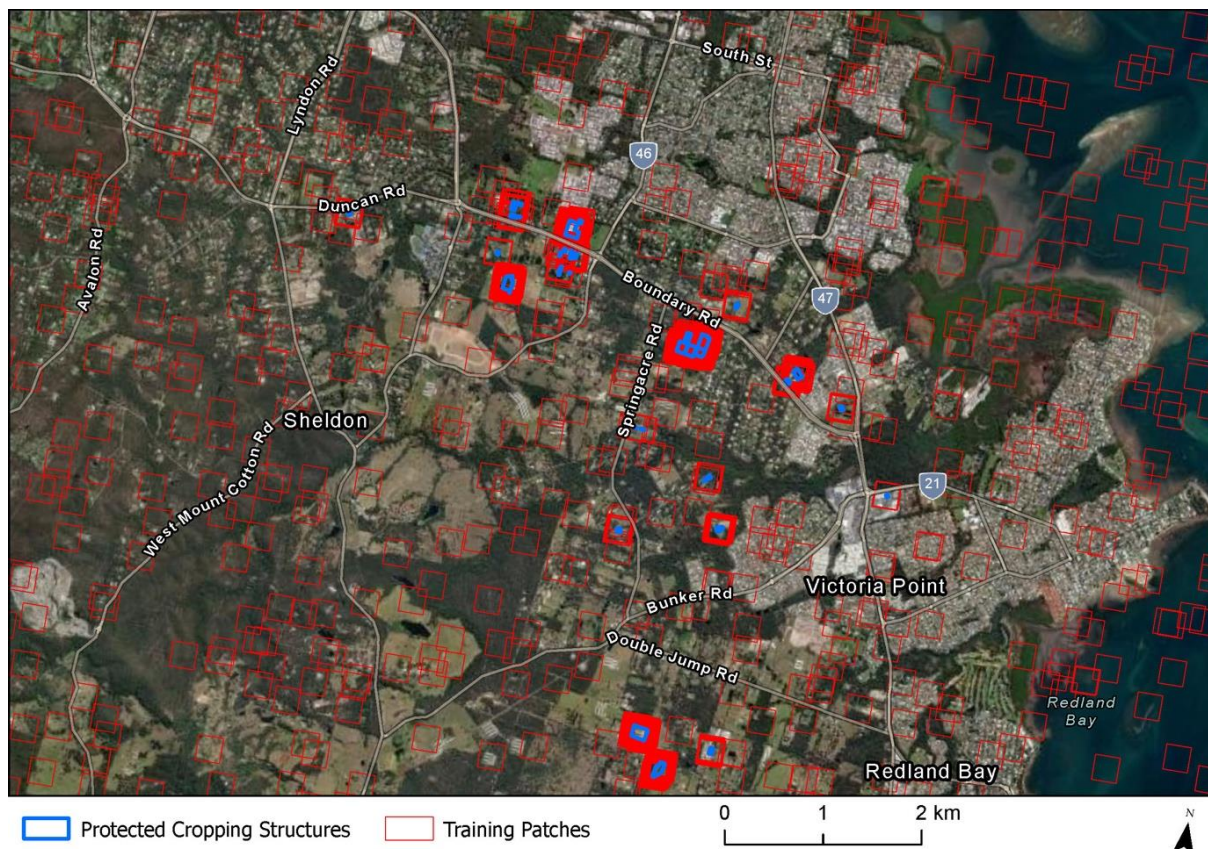 South St
Lyndon Rd
46
Duncan Rd
Avalon Rd
Boundary Rd
47
Springacre Rd
Sheldon
West Mount Cotton Rd
21
Victoria Point
Bunker Rd
Double Jump Rd
Redland
Bay
Redland Bay
Protected Cropping Structures
Training Patches
0 1 2 km
N